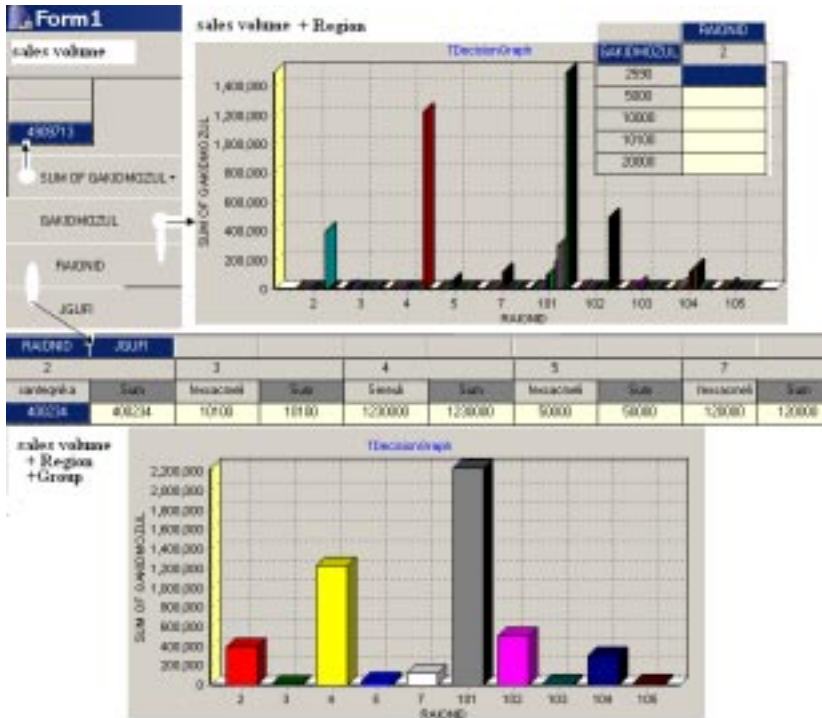 Form1
sales volume
4909713
SUM OF GAKIDMOZUL
GAKIDMOZUL
RAIONID
JGUFI
sales volume + Region
TDecisionGraph
RAIONID
GAKIDMOZUL 2
2990
5000
10000
10100
20000
SUM OF GAKIDMOZUL
1,400,000
1,200,000
1,000,000
800,000
600,000
400,000
200,000
0
2 3 4 5 7 101 102 103 104 105
RAIONID
RAIONID JGUFI
2 3 4 5 7
santeqnika Sum Sum Sum Sum Sum
400234 400234 10100 10100 1230000 1230000 50000 50000 120000 120000
sales volume
+ Region
+Group
TDecisionGraph
SUM OF GAKIDMOZUL
2,200,000
2,000,000
1,800,000
1,600,000
1,400,000
1,200,000
1,000,000
800,000
600,000
400,000
200,000
0
2 3 4 5 7 101 102 103 104 105
RAIONID